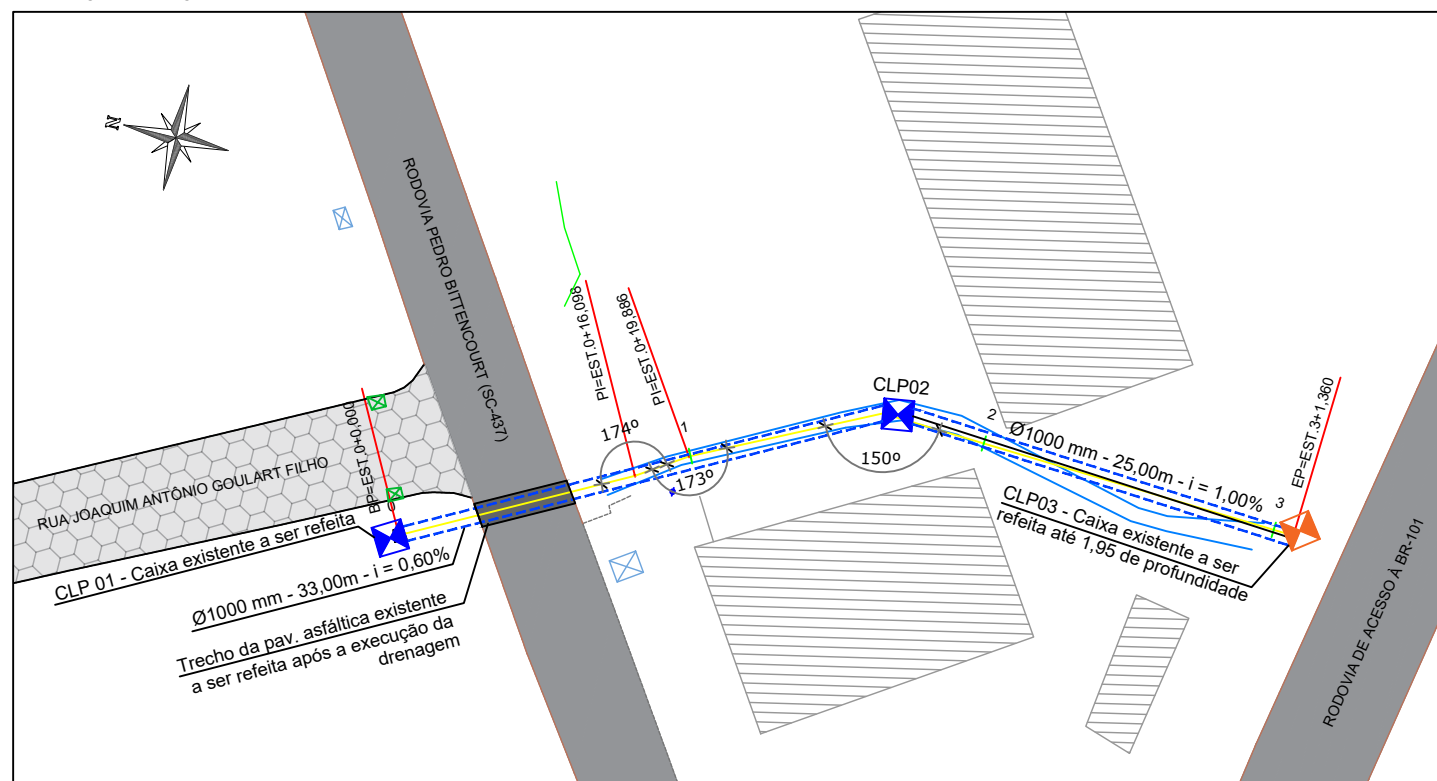 N
RODOVIA PEDRO BITTENCOURT (SC-437)
PI=EST.0+16,098
PI=EST.0+19,886
BP=EST.0+0,000
0
RUA JOAQUIM ANTÔNIO GOULART FILHO
CLP 01 - Caixa existente a ser refeita
Ø1000 mm - 33,00m - i = 0,60%
Trecho da pav. asfáltica existente
a ser refeita após a execução da
drenagem
174º
1
173º
CLP02
150º
2
Ø1000 mm - 25,00m - i = 1,00%
CLP03 - Caixa existente a ser
refeita até 1,95 de profundidade
3
EP=EST.3+1,360
RODOVIA DE ACESSO À BR-101